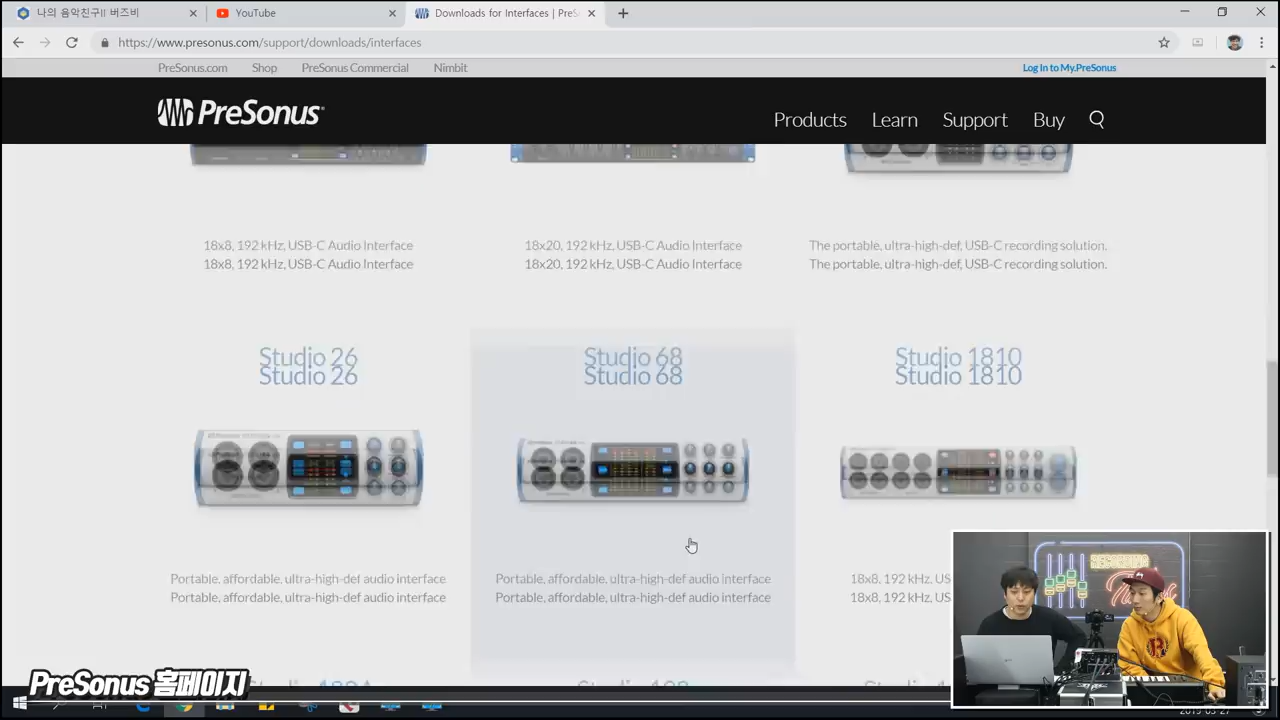 나의 음악친구!! 버즈비
YouTube
Downloads for Interfaces | PreS
https://www.presonus.com/support/downloads/interfaces
PreSonus.com Shop PreSonus Commercial Nimbit Log In to My.PreSonus
PreSonus
Products Learn Support Buy
18x8, 192 kHz, USB-C Audio Interface
18x8, 192 kHz, USB-C Audio Interface
18x20, 192 kHz, USB-C Audio Interface
18x20, 192 kHz, USB-C Audio Interface
The portable, ultra-high-def, USB-C recording solution.
The portable, ultra-high-def, USB-C recording solution.
Studio 26
Studio 26
Studio 68
Studio 68
Studio 1810
Studio 1810
Portable, affordable, ultra-high-def audio interface
Portable, affordable, ultra-high-def audio interface
Portable, affordable, ultra-high-def audio interface
Portable, affordable, ultra-high-def audio interface
18x8, 192 kHz, US
18x8, 192 kHz, US
PreSonus 홈페이지
2019-03-27